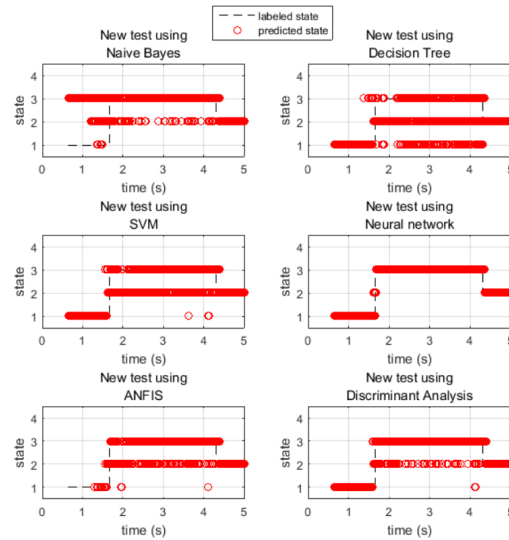 labeled state
predicted state
New test using
Naive Bayes
state
4
3
2
1
0 1 2 3 4 5
time (s)
New test using
Decision Tree
state
4
3
2
1
0 1 2 3 4 5
time (s)
New test using
SVM
state
4
3
2
1
0 1 2 3 4 5
time (s)
New test using
Neural network
state
4
3
2
1
0 1 2 3 4 5
time (s)
New test using
ANFIS
state
4
3
2
1
0 1 2 3 4 5
time (s)
New test using
Discriminant Analysis
state
4
3
2
1
0 1 2 3 4 5
time (s)